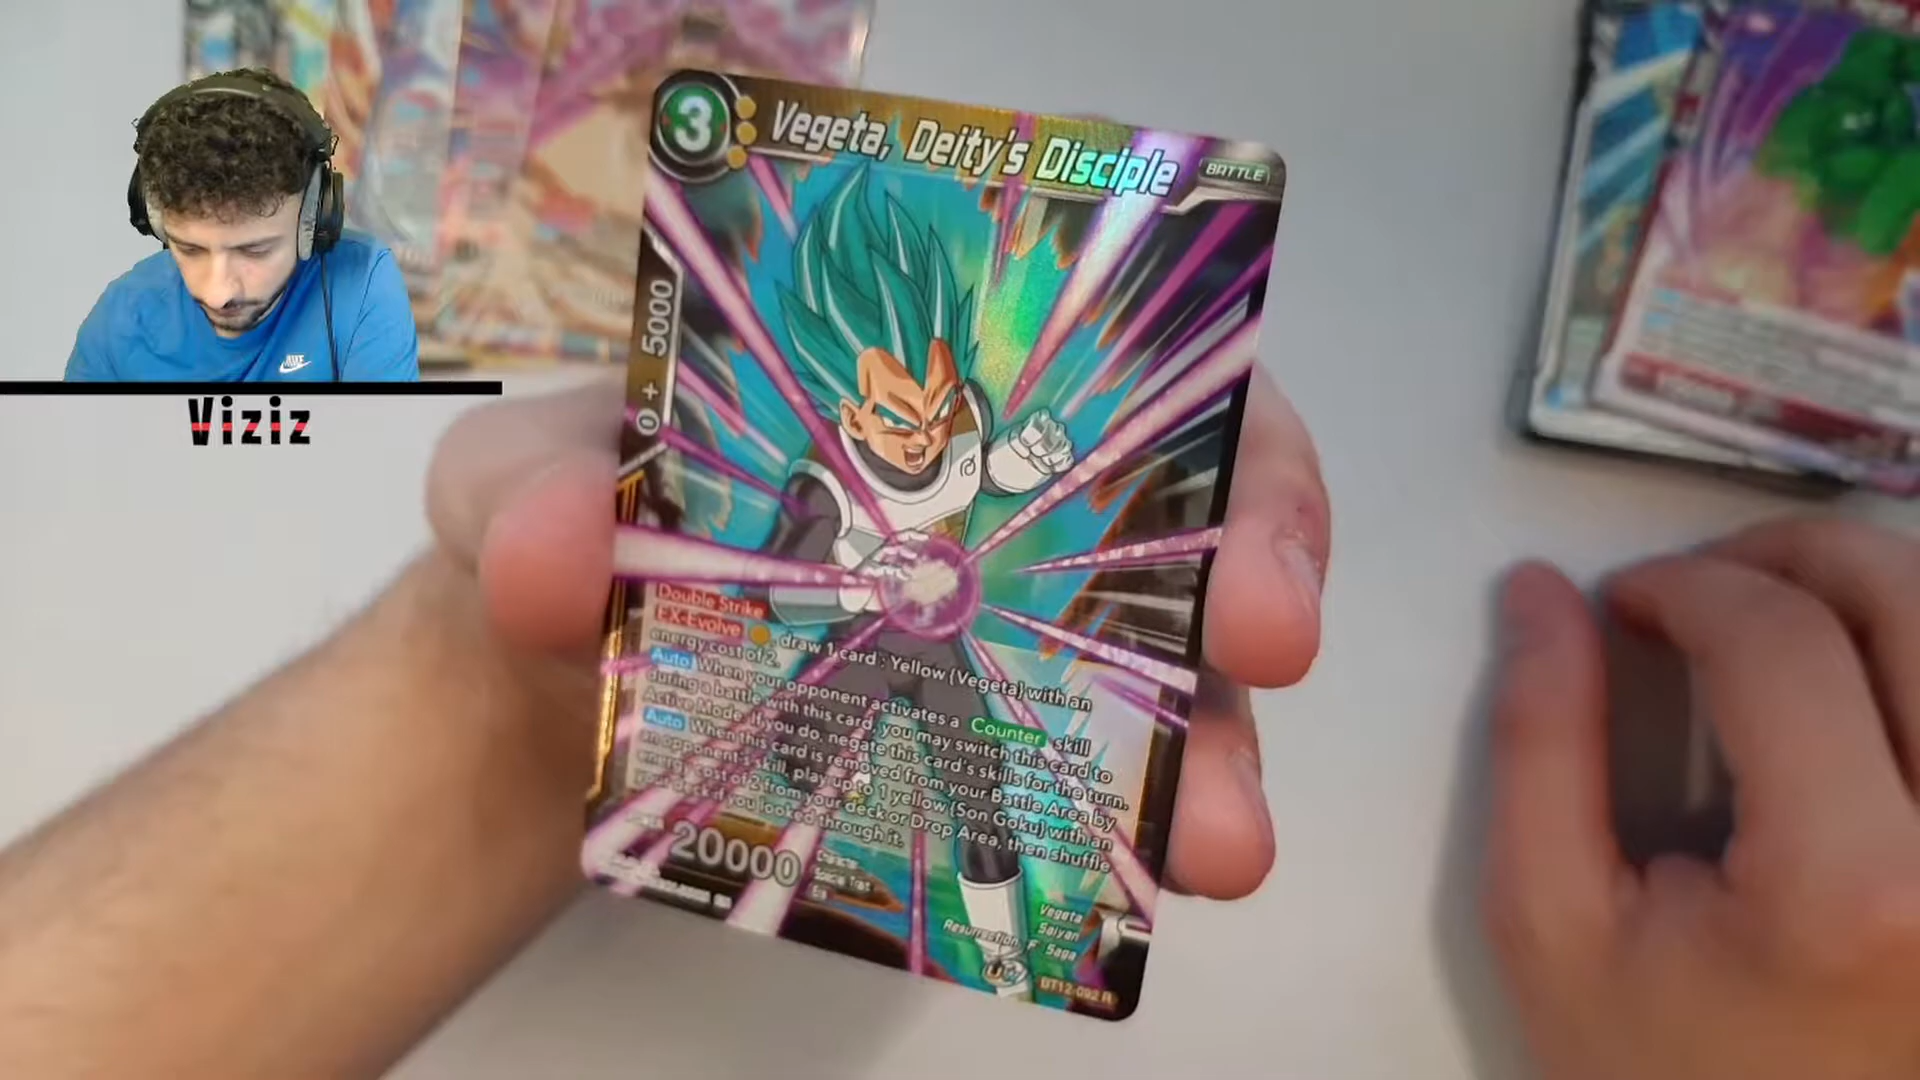 3
Vegeta, Deity's Disciple
BATTLE
0 + 5000
NIKE
Viziz
Double Strike
EX-Evolve , draw 1 card : Yellow {Vegeta} with an
energy cost of 2.
Auto When your opponent activates a Counter skill
during a battle with this card, you may switch this card to
Active Mode. If you do, negate this card's skills for the turn.
Auto When this card is removed from your Battle Area by
an opponent's skill, play up to 1 yellow {Son Goku} with an
energy cost of 2 from your deck or Drop Area, then shuffle
your deck if you looked through it.
POWER 20000
Character Vegeta
Special Trait Saiyan
Era Resurrection 'F' Saga
BT12-092 R